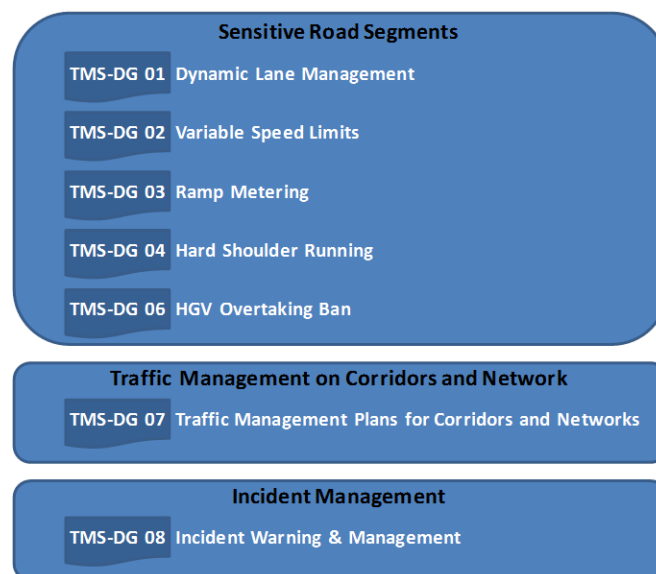 Sensitive Road Segments
TMS-DG 01 Dynamic Lane Management
TMS-DG 02 Variable Speed Limits
TMS-DG 03 Ramp Metering
TMS-DG 04 Hard Shoulder Running
TMS-DG 06 HGV Overtaking Ban
Traffic Management on Corridors and Network
TMS-DG 07 Traffic Management Plans for Corridors and Networks
Incident Management
TMS-DG 08 Incident Warning & Management